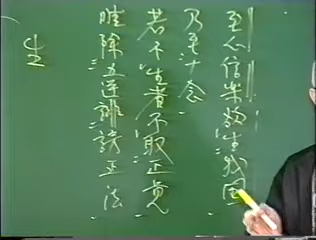 至心信楽欲生我国
乃至十念
若不生者不取正覚
唯除五逆誹謗正法
生